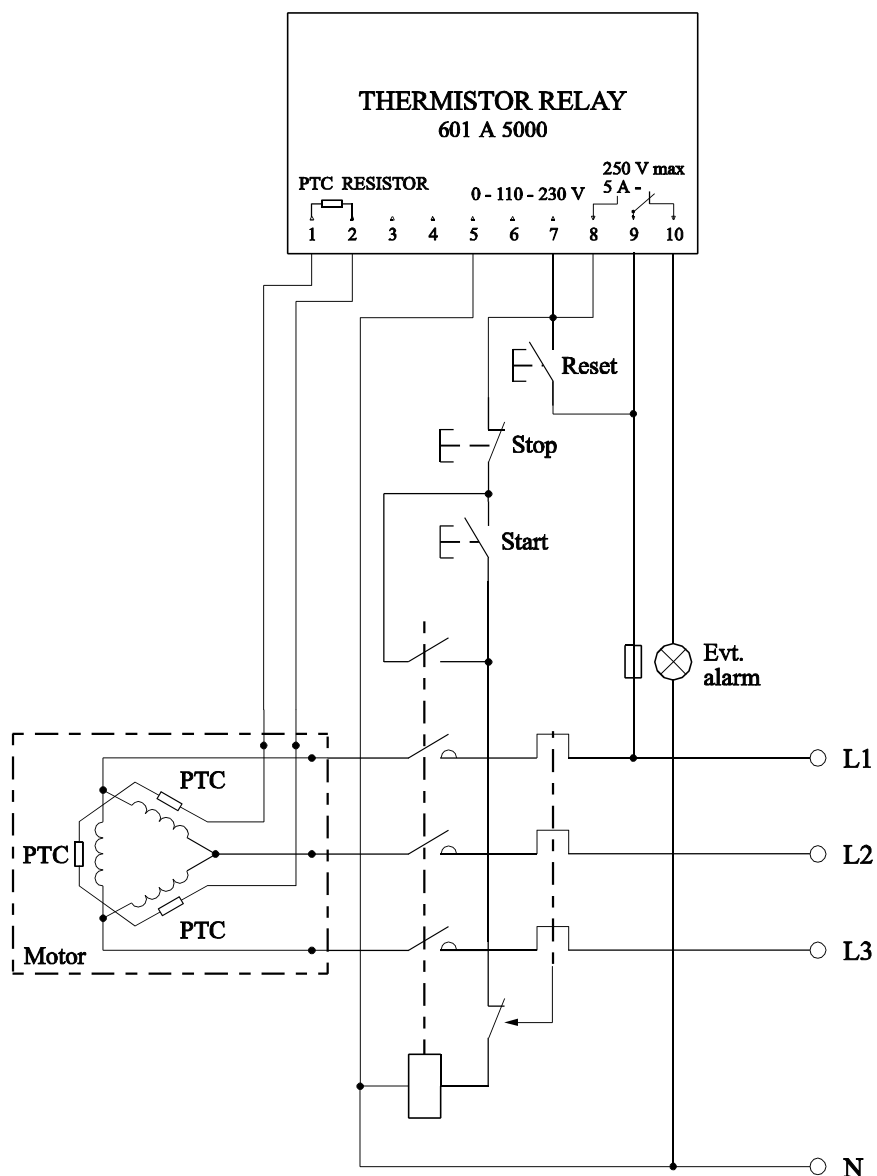 THERMISTOR RELAY
601 A 5000
250 V max
PTC RESISTOR
0 - 110 - 230 V
5 A -
1 2 3 4 5 6 7 8 9 10
Reset
Stop
Start
Evt.
alarm
L1
PTC
PTC
L2
PTC
Motor
L3
N